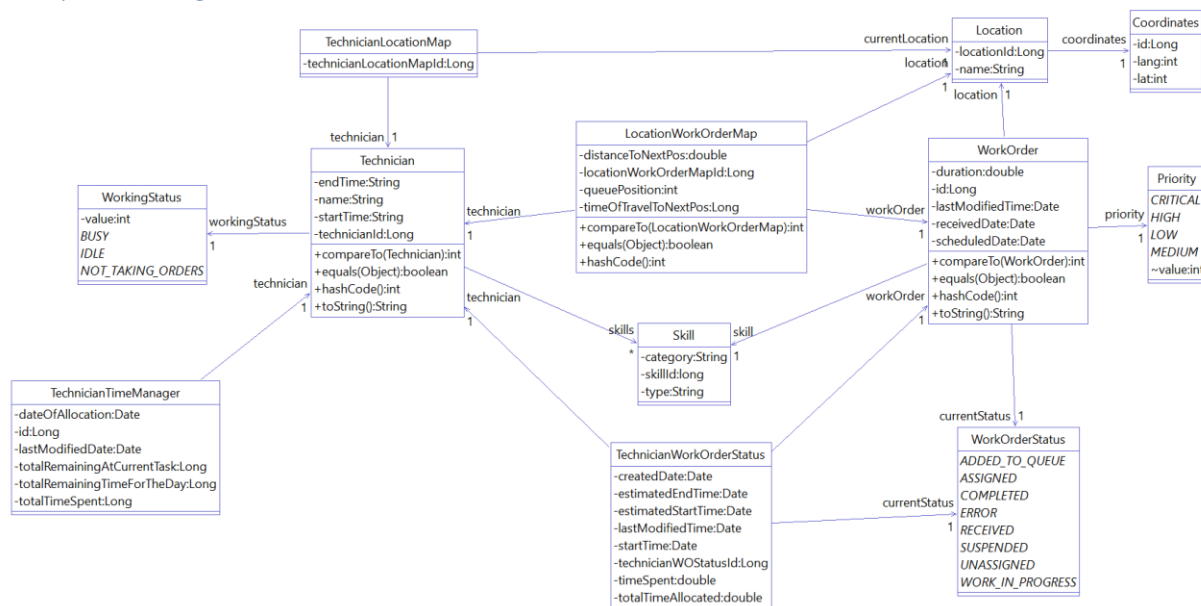 TechnicianLocationMap
-technicianLocationMapId:Long
currentLocation
1
Location
-locationId:Long
-name:String
coordinates
1
Coordinates
-id:Long
-lang:int
-lat:int
location
1
location 1
technician 1
LocationWorkOrderMap
-distanceToNextPos:double
-locationWorkOrderMapId:Long
-queuePosition:int
-timeOfTravelToNextPos:Long
+compareTo(LocationWorkOrderMap):int
+equals(Object):boolean
+hashCode():int
WorkOrder
-duration:double
-id:Long
-lastModifiedTime:Date
-receivedDate:Date
-scheduledDate:Date
+compareTo(WorkOrder):int
+equals(Object):boolean
+hashCode():int
+toString():String
Technician
-endTime:String
-name:String
-startTime:String
-technicianId:Long
+compareTo(Technician):int
+equals(Object):boolean
+hashCode():int
+toString():String
WorkingStatus
-value:int
BUSY
IDLE
NOT_TAKING_ORDERS
workingStatus
1
technician
1
workOrder
1
priority
1
Priority
CRITICAL
HIGH
LOW
MEDIUM
~value:int
technician
1
technician
1
workOrder
1
skills
*
Skill
-category:String
-skillId:long
-type:String
skill
1
TechnicianTimeManager
-dateOfAllocation:Date
-id:Long
-lastModifiedDate:Date
-totalRemainingAtCurrentTask:Long
-totalRemainingTimeForTheDay:Long
-totalTimeSpent:Long
currentStatus 1
TechnicianWorkOrderStatus
-createdDate:Date
-estimatedEndTime:Date
-estimatedStartTime:Date
-lastModifiedTime:Date
-startTime:Date
-technicianWOStatusId:Long
-timeSpent:double
-totalTimeAllocated:double
currentStatus
1
WorkOrderStatus
ADDED_TO_QUEUE
ASSIGNED
COMPLETED
ERROR
RECEIVED
SUSPENDED
UNASSIGNED
WORK_IN_PROGRESS